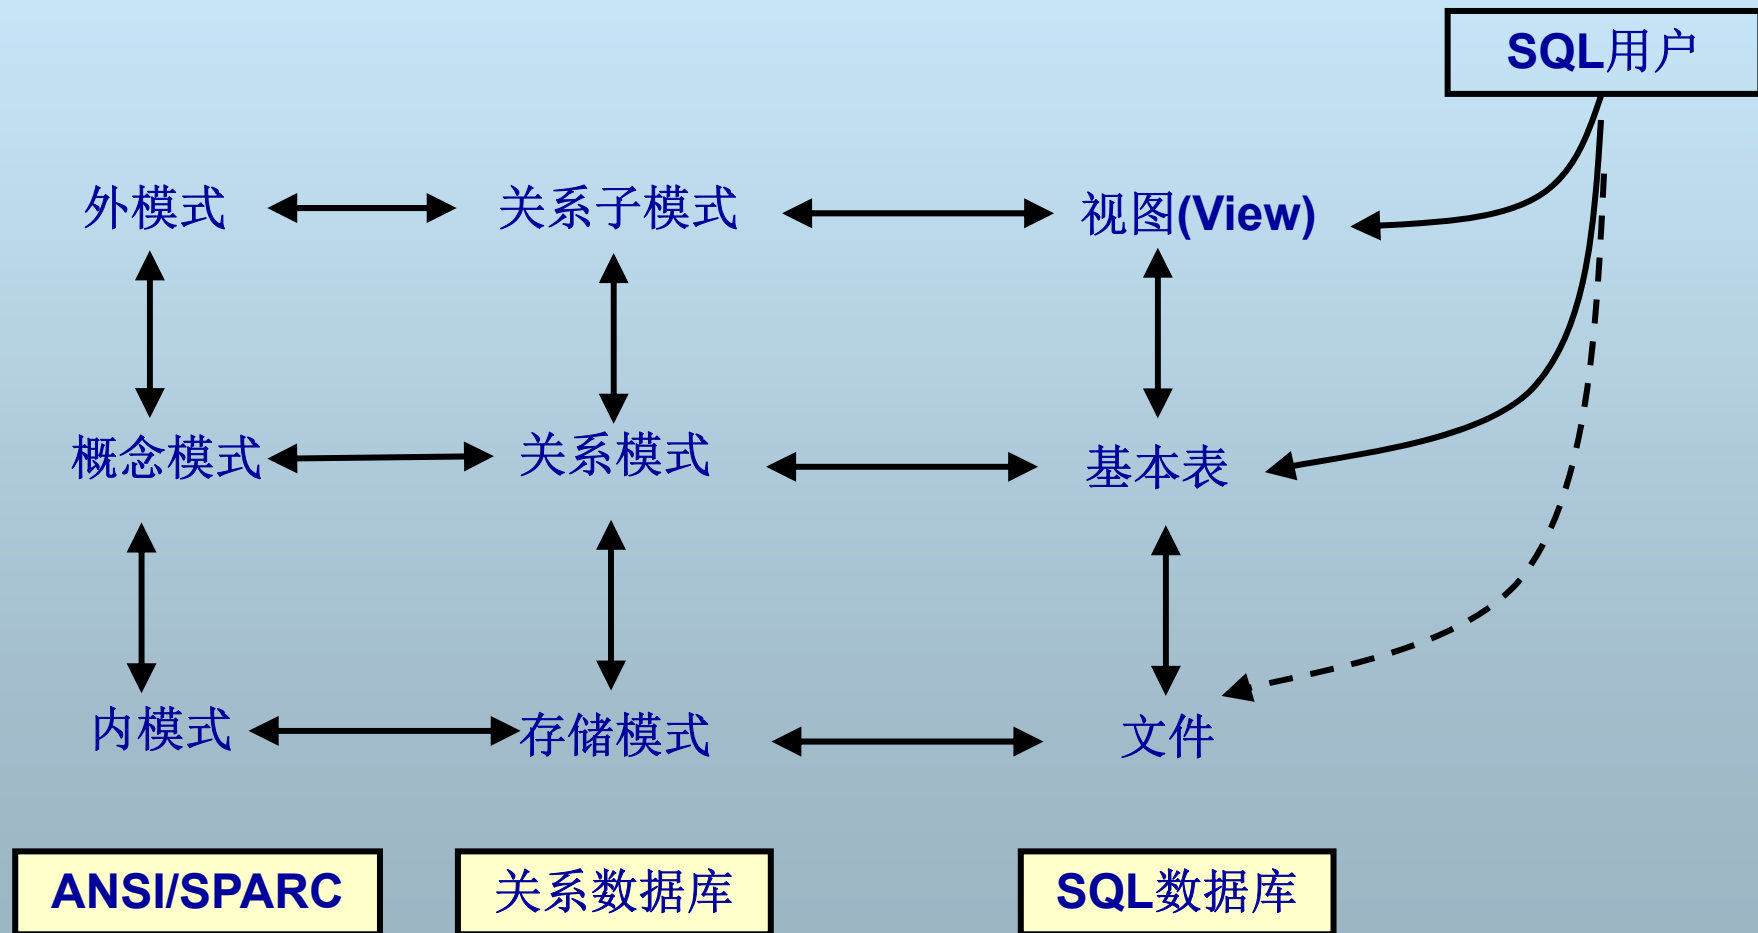 SQL用户
外模式
关系子模式
视图(View)
概念模式
关系模式
基本表
内模式
存储模式
文件
ANSI/SPARC
关系数据库
SQL数据库